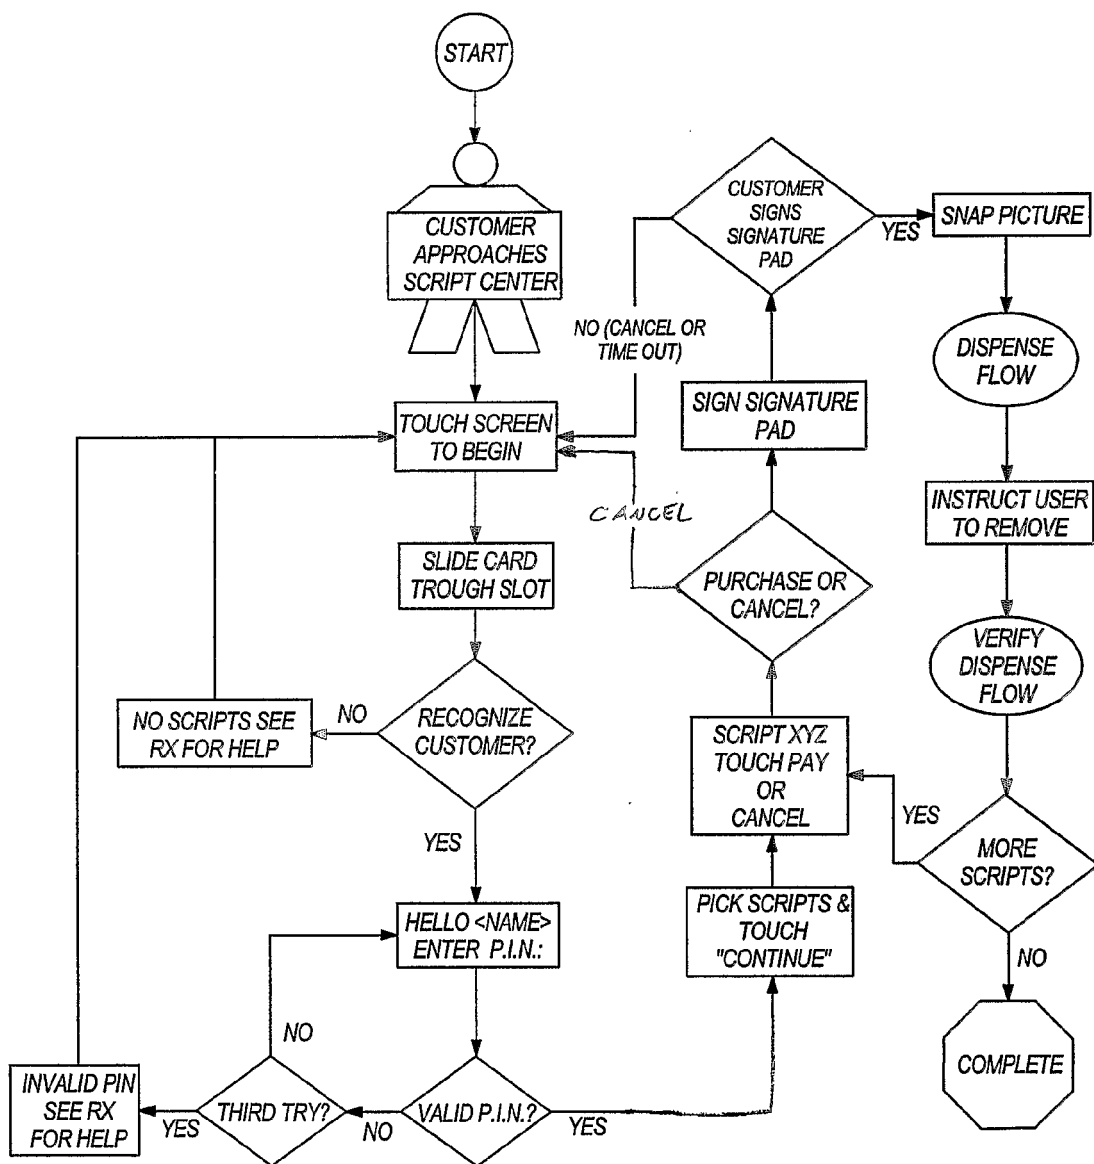 START
CUSTOMER
APPROACHES
SCRIPT CENTER
TOUCH SCREEN
TO BEGIN
SLIDE CARD
TROUGH SLOT
RECOGNIZE
CUSTOMER?
NO
NO SCRIPTS SEE
RX FOR HELP
YES
HELLO <NAME>
ENTER P.I.N.:
VALID P.I.N.?
NO
THIRD TRY?
NO
YES
INVALID PIN
SEE RX
FOR HELP
YES
PICK SCRIPTS &
TOUCH
"CONTINUE"
SCRIPT XYZ
TOUCH PAY
OR
CANCEL
PURCHASE OR
CANCEL?
CANCEL
SIGN SIGNATURE
PAD
CUSTOMER
SIGNS
SIGNATURE
PAD
NO (CANCEL OR
TIME OUT)
YES
SNAP PICTURE
DISPENSE
FLOW
INSTRUCT USER
TO REMOVE
VERIFY
DISPENSE
FLOW
MORE
SCRIPTS?
YES
NO
COMPLETE